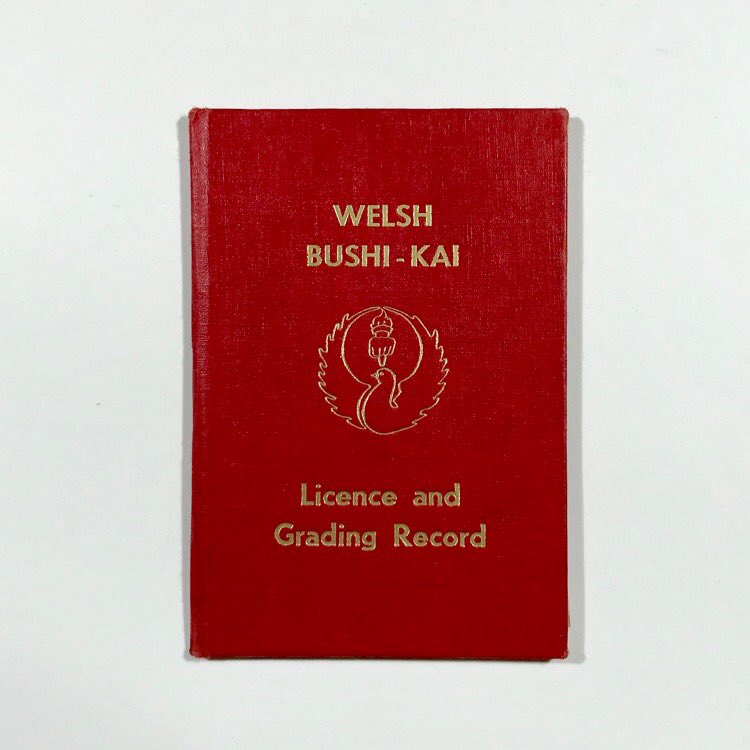 WELSH
BUSHI - KAI
Licence and
Grading Record